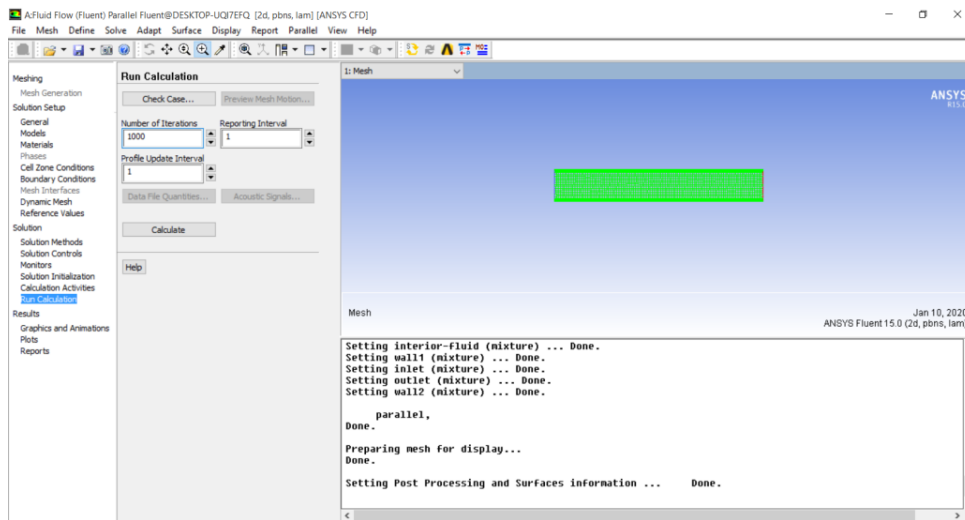 A:Fluid Flow (Fluent) Parallel Fluent@DESKTOP-UQI7EFQ [2d, pbns, lam] [ANSYS CFD]
File Mesh Define Solve Adapt Surface Display Report Parallel View Help
Meshing
Mesh Generation
Solution Setup
General
Models
Materials
Phases
Cell Zone Conditions
Boundary Conditions
Mesh Interfaces
Dynamic Mesh
Reference Values
Solution
Solution Methods
Solution Controls
Monitors
Solution Initialization
Calculation Activities
Run Calculation
Results
Graphics and Animations
Plots
Reports
Run Calculation
Check Case... Preview Mesh Motion...
Number of Iterations Reporting Interval
1000 1
Profile Update Interval
1
Data File Quantities... Acoustic Signals...
Calculate
Help
1: Mesh
ANSYS
R15.0
Mesh
Jan 10, 2020
ANSYS Fluent 15.0 (2d, pbns, lam)
Setting interior-fluid (mixture) ... Done.
Setting wall1 (mixture) ... Done.
Setting inlet (mixture) ... Done.
Setting outlet (mixture) ... Done.
Setting wall2 (mixture) ... Done.
parallel,
Done.
Preparing mesh for display...
Done.
Setting Post Processing and Surfaces information ... Done.